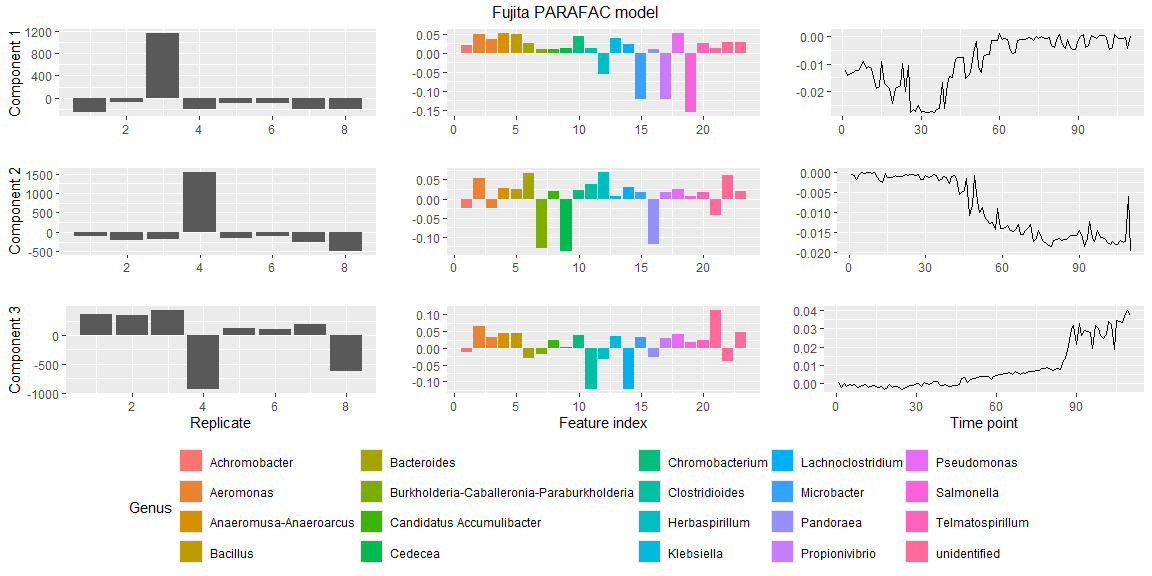 Fujita PARAFAC model
Component 1
1200
800
400
0
2 4 6 8
0.05
0.00
-0.05
-0.10
-0.15
0 5 10 15 20
0.00
-0.01
-0.02
0 30 60 90
Component 2
1500
1000
500
0
-500
2 4 6 8
0.05
0.00
-0.05
-0.10
0 5 10 15 20
0.000
-0.005
-0.010
-0.015
-0.020
0 30 60 90
Component 3
0
-500
-1000
2 4 6 8
Replicate
0.10
0.05
0.00
-0.05
-0.10
0 5 10 15 20
Feature index
0.04
0.03
0.02
0.01
0.00
0 30 60 90
Time point
Genus
Achromobacter
Aeromonas
Anaeromusa-Anaeroarcus
Bacillus
Bacteroides
Burkholderia-Caballeronia-Paraburkholderia
Candidatus Accumulibacter
Cedecea
Chromobacterium
Clostridioides
Herbaspirillum
Klebsiella
Lachnoclostridium
Microbacter
Pandoraea
Propionivibrio
Pseudomonas
Salmonella
Telmatospirillum
unidentified